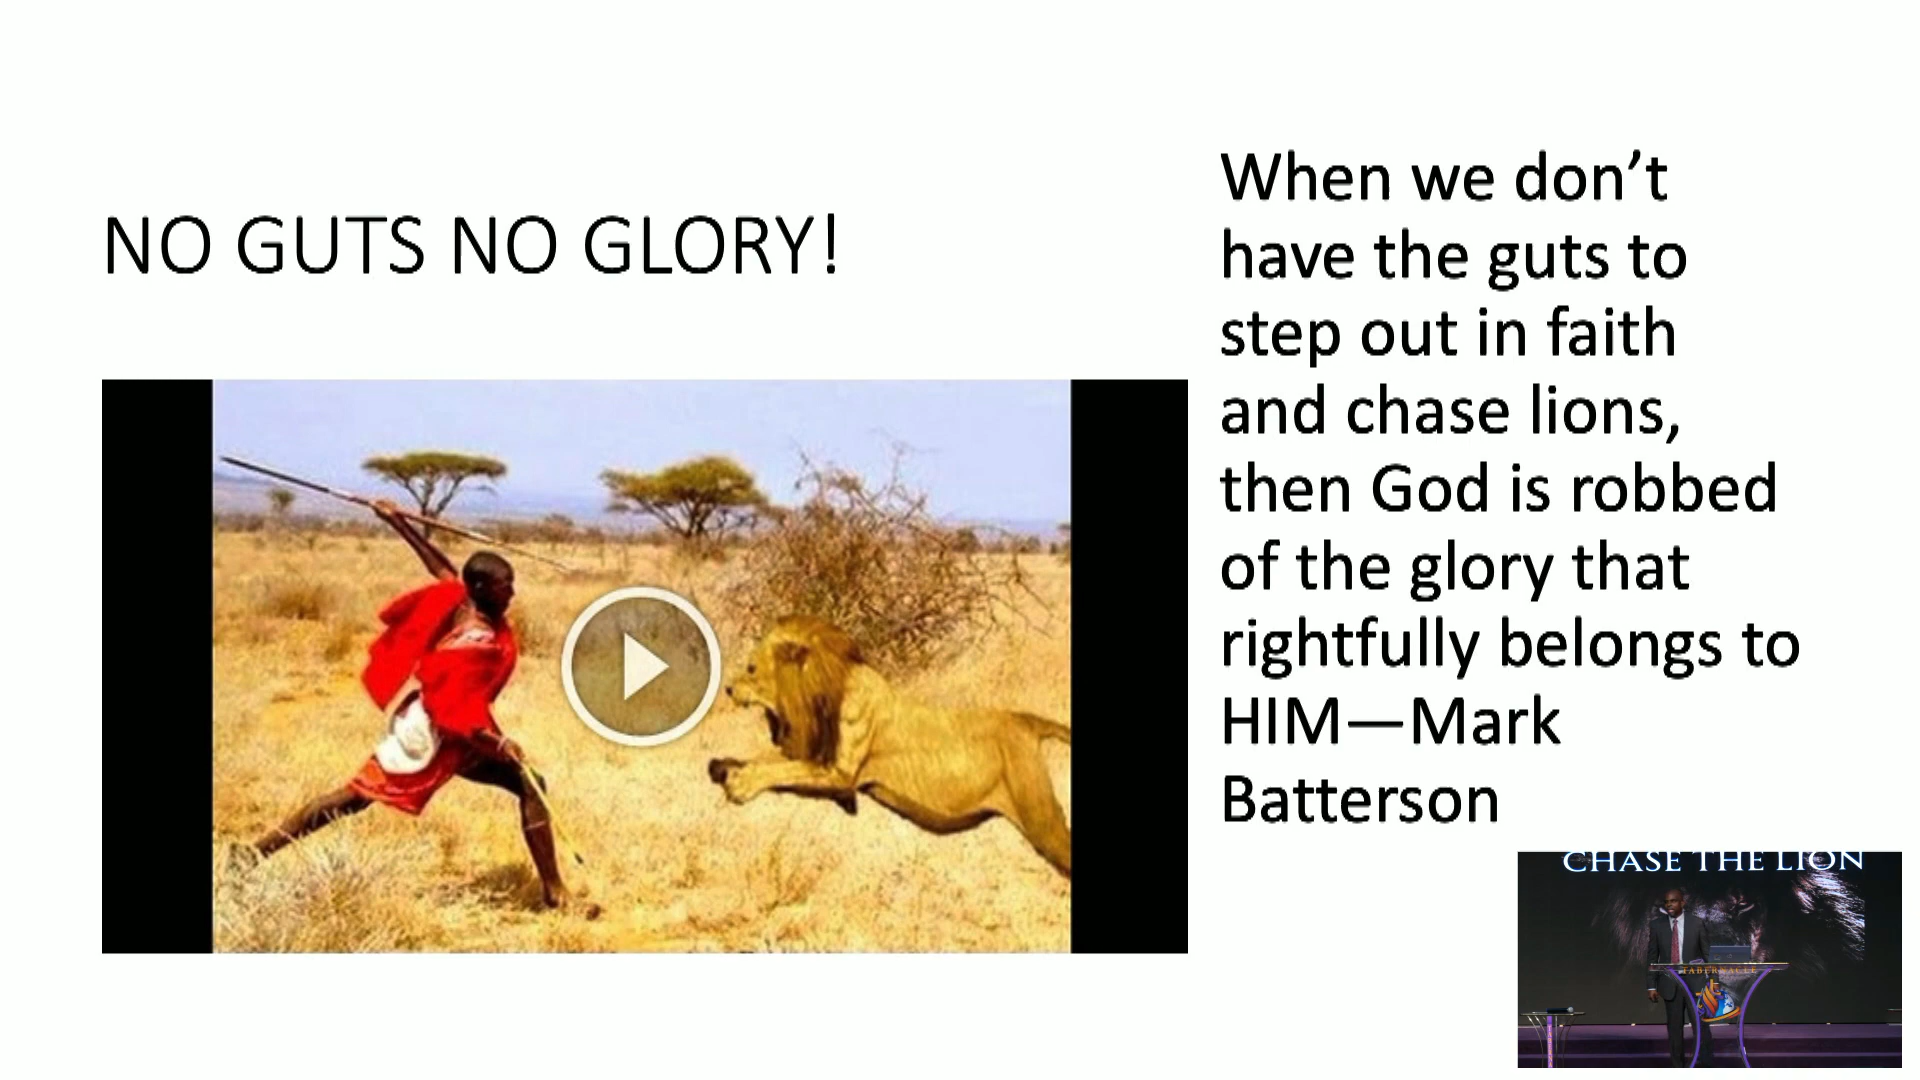 NO GUTS NO GLORY!
When we don’t
have the guts to
step out in faith
and chase lions,
then God is robbed
of the glory that
rightfully belongs to
HIM—Mark
Batterson
CHASE THE LION
TABERNACLE